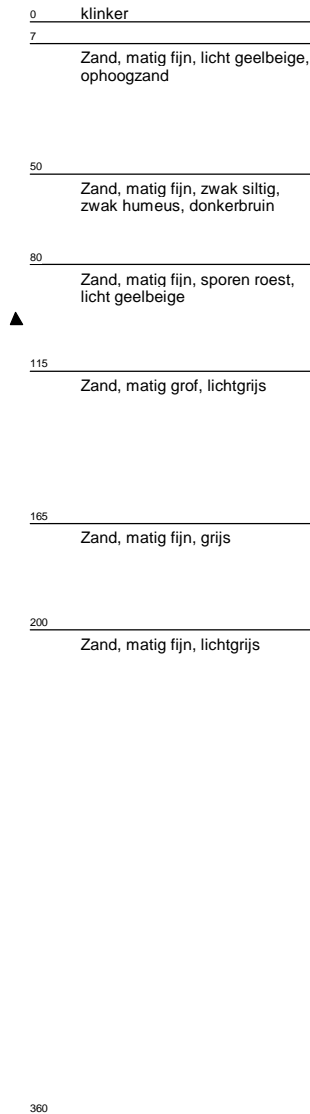 0 klinker
7
Zand, matig fijn, licht geelbeige,
ophoogzand
50
Zand, matig fijn, zwak siltig,
zwak humeus, donkerbruin
80
Zand, matig fijn, sporen roest,
licht geelbeige
115
Zand, matig grof, lichtgrijs
165
Zand, matig fijn, grijs
200
Zand, matig fijn, lichtgrijs
360